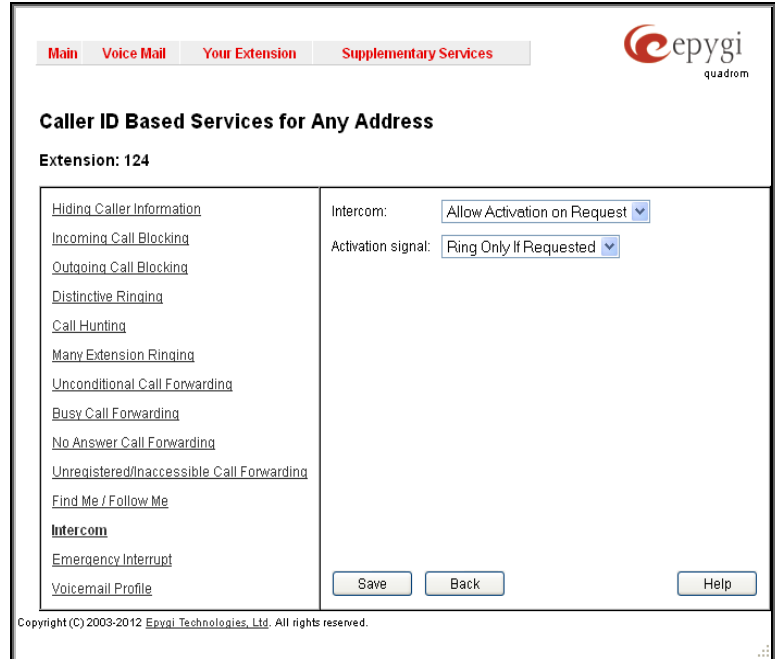 epygi
quadrom
Main Voice Mail Your Extension Supplementary Services
Caller ID Based Services for Any Address
Extension: 124
Hiding Caller Information
Incoming Call Blocking
Outgoing Call Blocking
Distinctive Ringing
Call Hunting
Many Extension Ringing
Unconditional Call Forwarding
Busy Call Forwarding
No Answer Call Forwarding
Unregistered/Inaccessible Call Forwarding
Find Me / Follow Me
Intercom
Emergency Interrupt
Voicemail Profile
Intercom: Allow Activation on Request
Activation signal: Ring Only If Requested
Save Back Help
Copyright (C) 2003-2012 Epygi Technologies, Ltd. All rights reserved.